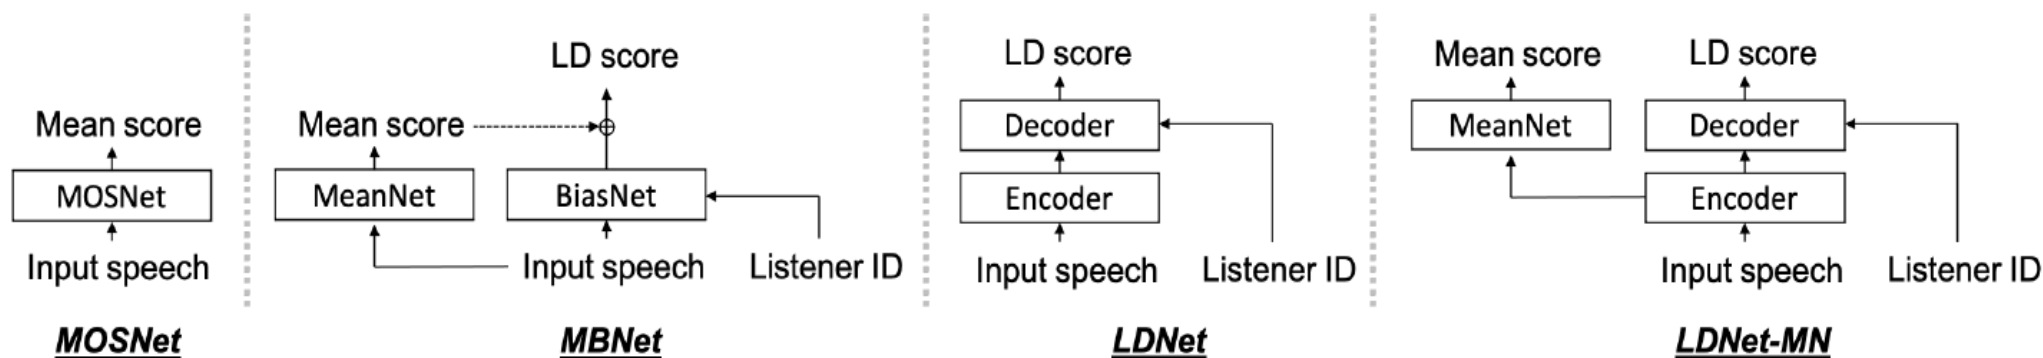 Mean score
MOSNet
Input speech
MOSNet
LD score
Mean score
MeanNet
BiasNet
Input speech
Listener ID
MBNet
LD score
Decoder
Encoder
Input speech
Listener ID
LDNet
Mean score
LD score
MeanNet
Decoder
Encoder
Input speech
Listener ID
LDNet-MN